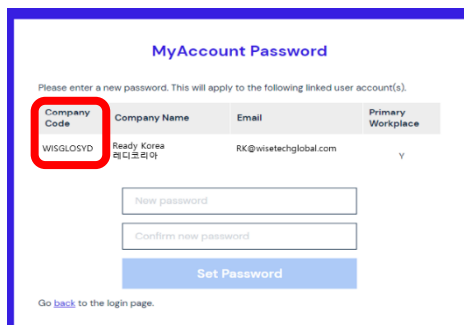 MyAccount Password
Please enter a new password. This will apply to the following linked user account(s).
Company Code Company Name Email Primary Workplace
WISGLOSYD Ready Korea 레디코리아 RK@wisetechglobal.com Y
New password
Confirm new password
Set Password
Go back to the login page.